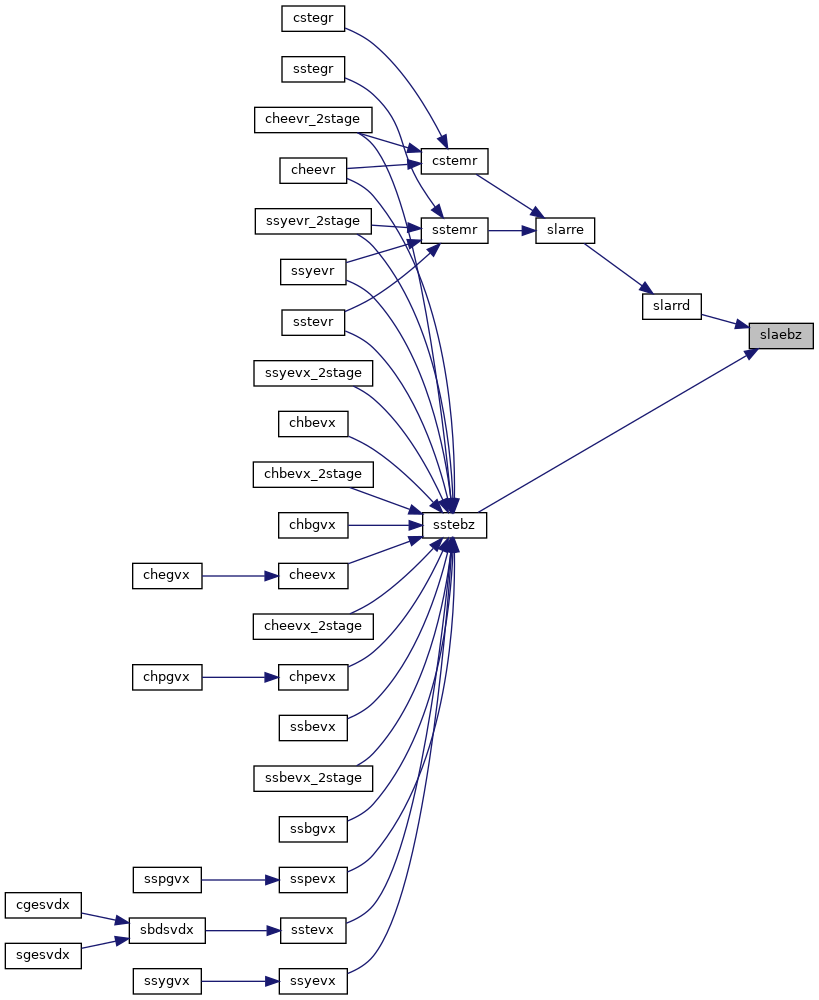 cstegr
sstegr
cheevr_2stage
cstemr
cheevr
ssyevr_2stage
sstemr
slarre
ssyevr
slarrd
sstevr
slaebz
ssyevx_2stage
chbevx
chbevx_2stage
chbgvx
sstebz
chegvx
cheevx
cheevx_2stage
chpgvx
chpevx
ssbevx
ssbevx_2stage
ssbgvx
sspgvx
sspevx
cgesvdx
sbdsvdx
sstevx
sgesvdx
ssygvx
ssyevx